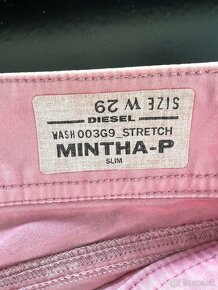 SIZE W 29
DIESEL
WASH 003G9_STRETCH
MINTHA-P
SLIM